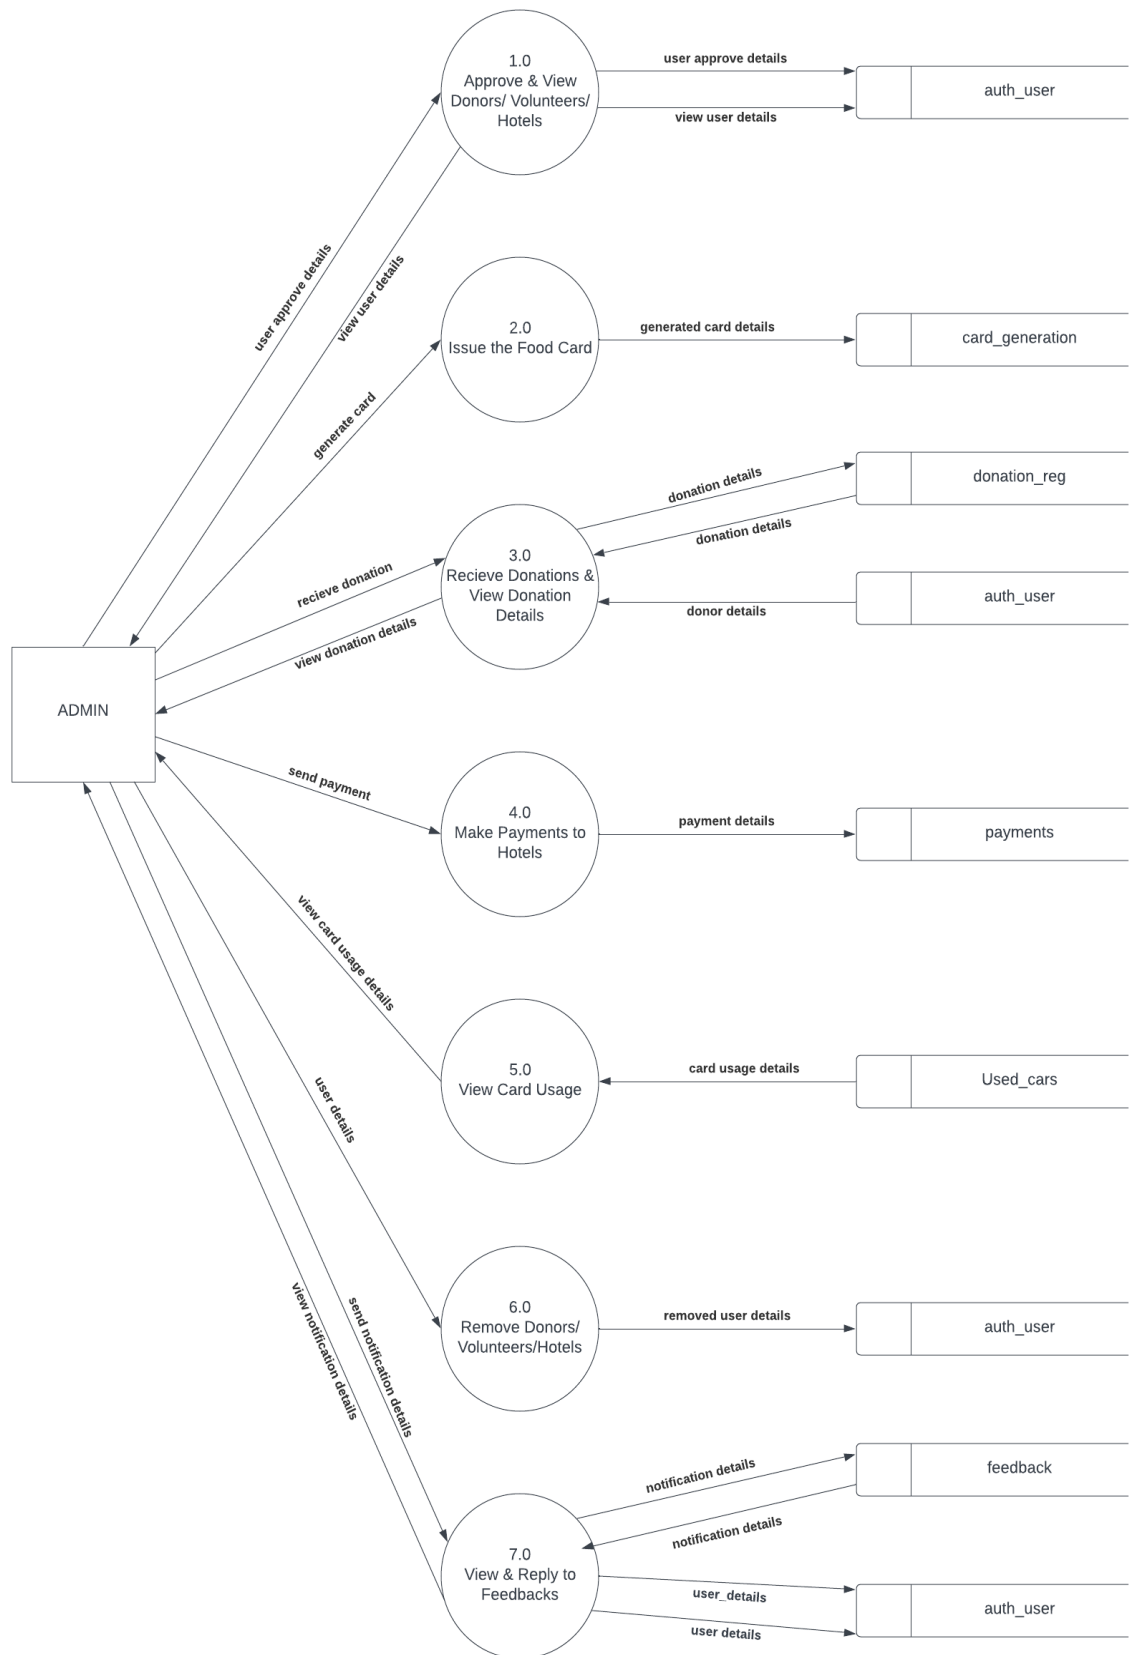 1.0
Approve & View
Donors/ Volunteers/
Hotels
user approve details
view user details
auth_user
user approve details
view user details
2.0
Issue the Food Card
generated card details
card_generation
generate card
3.0
Recieve Donations &
View Donation
Details
donation details
donation details
donation_reg
donor details
auth_user
recieve donation
view donation details
ADMIN
send payment
4.0
Make Payments to
Hotels
payment details
payments
view card usage details
5.0
View Card Usage
card usage details
Used_cars
user details
6.0
Remove Donors/
Volunteers/Hotels
removed user details
auth_user
send notification details
view notification details
7.0
View & Reply to
Feedbacks
notification details
notification details
feedback
user_details
user details
auth_user